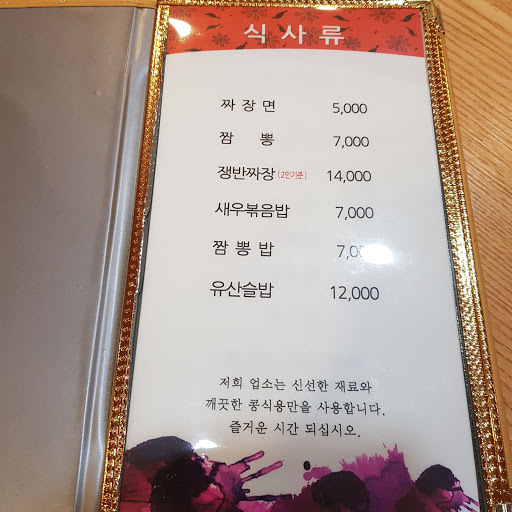 식사류
짜장면 5,000
짬 뽕 7,000
쟁반짜장 (2인기준) 14,000
새우볶음밥 7,000
짬뽕밥
유산슬밥 12,000
저희 업소는 신선한 재료와
깨끗한 콩식용만을 사용합니다.
즐거운 시간 되십시오.